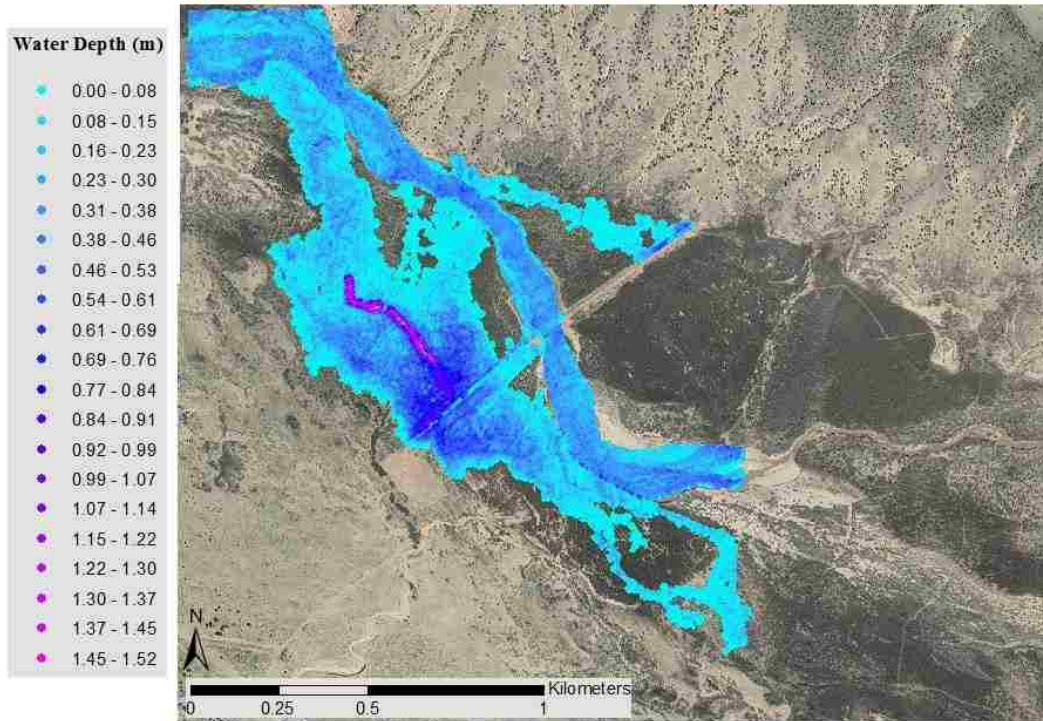 Water Depth (m)
0.00 - 0.08
0.08 - 0.15
0.16 - 0.23
0.23 - 0.30
0.31 - 0.38
0.38 - 0.46
0.46 - 0.53
0.54 - 0.61
0.61 - 0.69
0.69 - 0.76
0.77 - 0.84
0.84 - 0.91
0.92 - 0.99
0.99 - 1.07
1.07 - 1.14
1.15 - 1.22
1.22 - 1.30
1.30 - 1.37
1.37 - 1.45
1.45 - 1.52
N
Kilometers
0 0.25 0.5 1